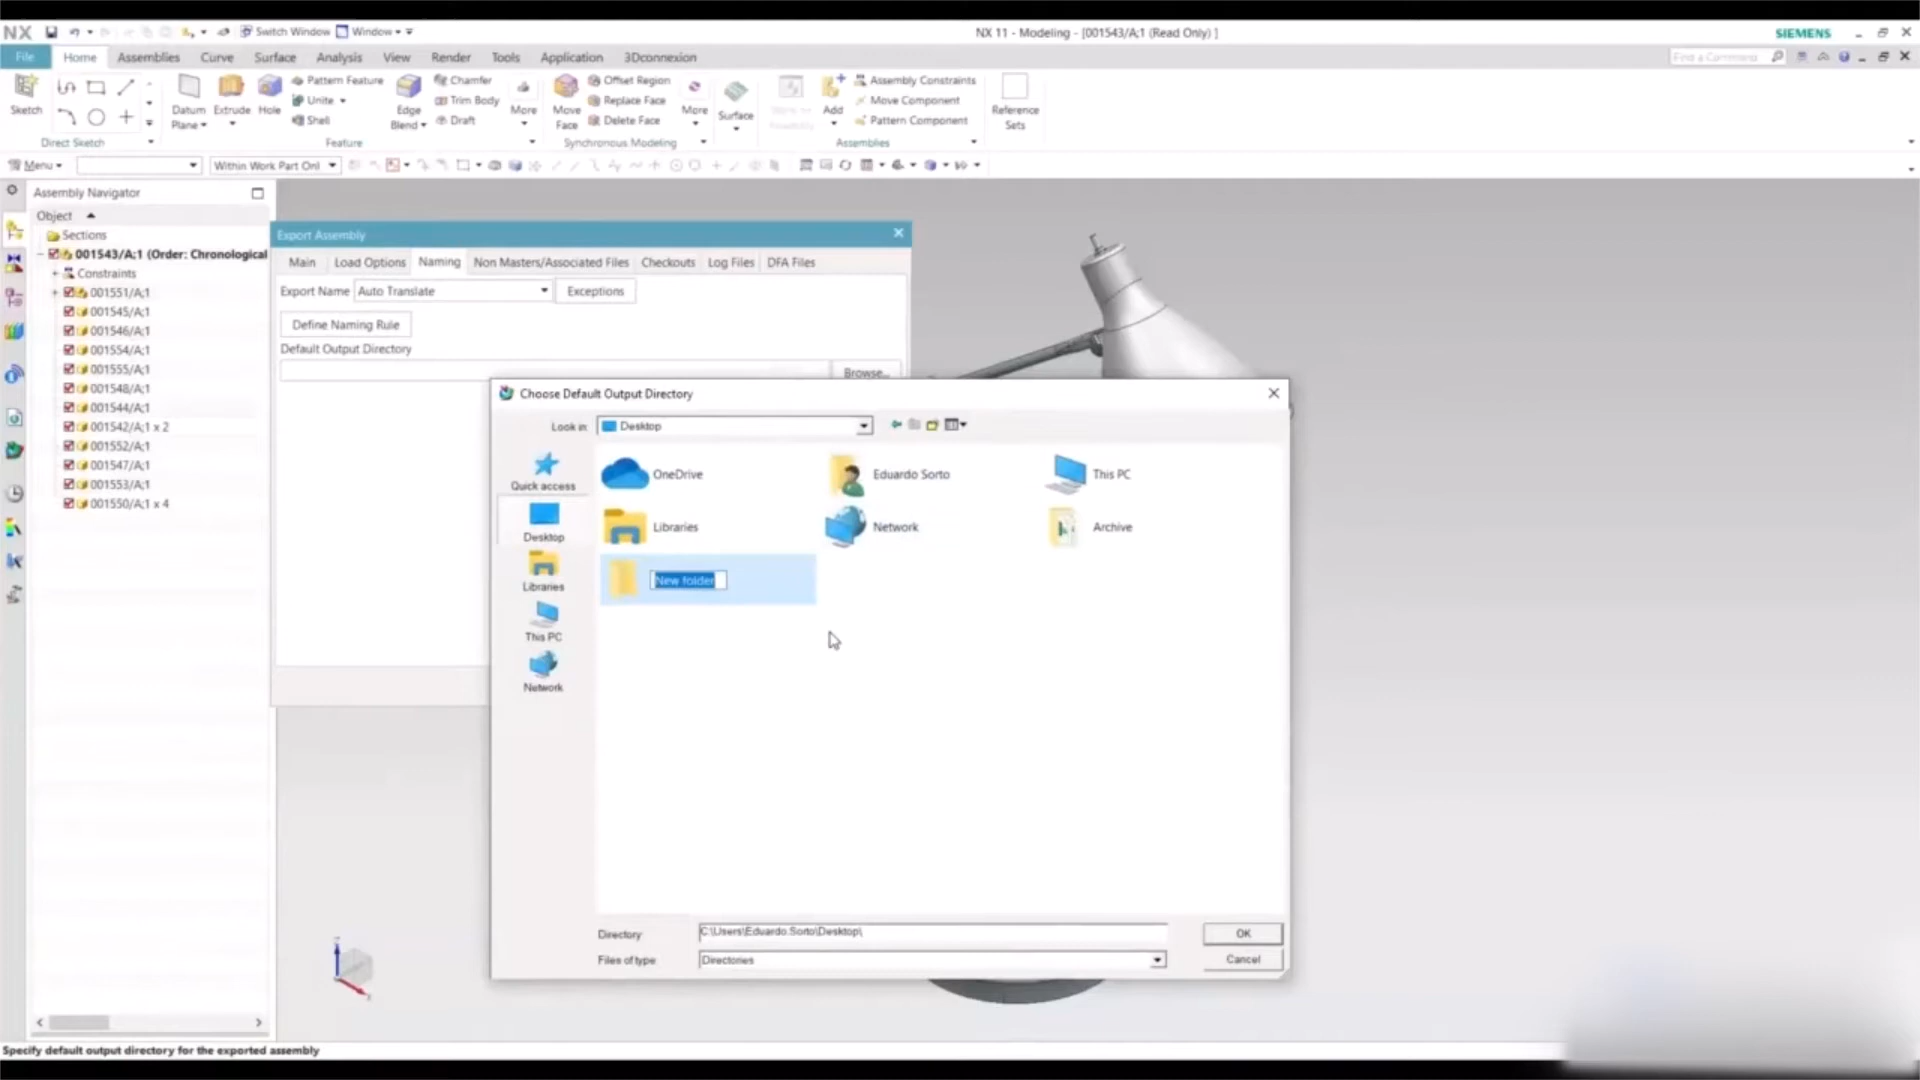 NX
Switch Window
Window
NX 11 - Modeling - [001543/A;1 (Read Only) ]
SIEMENS
File
Home
Assemblies
Curve
Surface
Analysis
View
Render
Tools
Application
3Dconnexion
Find a Command
Sketch
Datum
Plane
Extrude
Hole
Pattern Feature
Unite
Shell
Edge
Blend
Chamfer
Trim Body
Draft
More
Move
Face
Offset Region
Replace Face
Delete Face
More
Surface
Add
Assembly Constraints
Move Component
Pattern Component
Reference
Sets
Direct Sketch
Feature
Synchronous Modeling
Assemblies
Menu
Within Work Part Onl
Assembly Navigator
Object
Sections
001543/A;1 (Order: Chronological
Constraints
001551/A;1
001545/A;1
001546/A;1
001554/A;1
001555/A;1
001548/A;1
001544/A;1
001542/A;1 x 2
001552/A;1
001547/A;1
001553/A;1
001550/A;1 x 4
Export Assembly
Main
Load Options
Naming
Non Masters/Associated Files
Checkouts
Log Files
DFA Files
Export Name
Auto Translate
Exceptions
Define Naming Rule
Default Output Directory
Browse...
Choose Default Output Directory
Look in
Desktop
Quick access
Desktop
Libraries
This PC
Network
OneDrive
Eduardo Sorto
This PC
Libraries
Network
Archive
New folder
Directory
C:\Users\Eduardo.Sorto\Desktop\
OK
Files of type
Directories
Cancel
Specify default output directory for the exported assembly